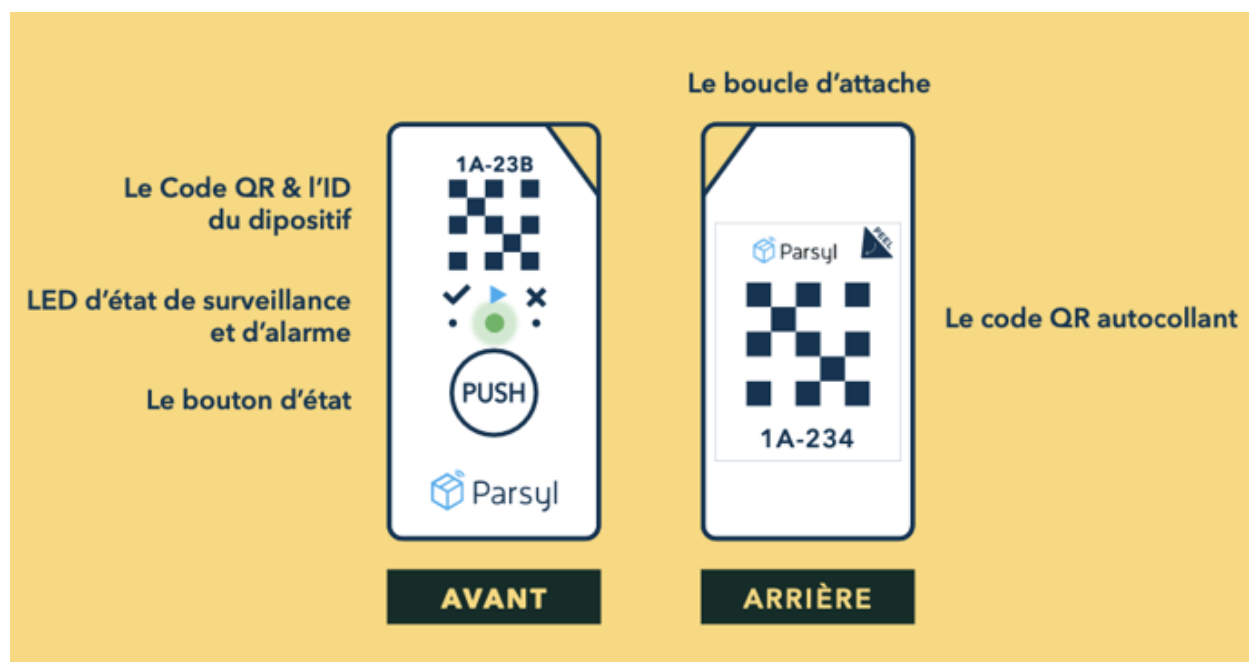 Le boucle d'attache
1A-23B
Le Code QR & l'ID
du dipositif
LED d'état de surveillance
et d'alarme
Le bouton d'état
PUSH
Parsyl
AVANT
PEEL
Parsyl
1A-234
Le code QR autocollant
ARRIÈRE